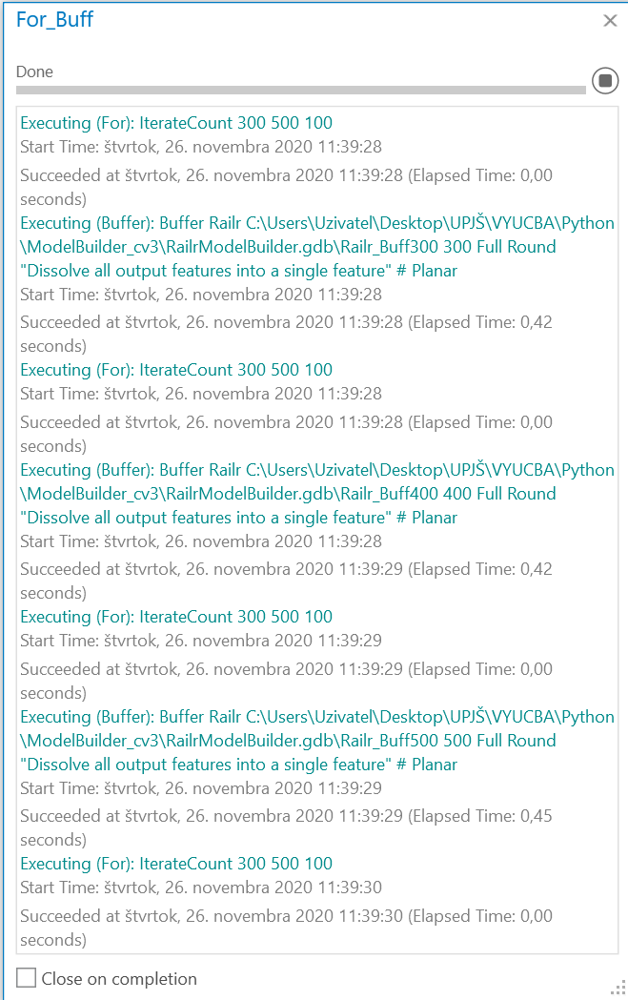 For_Buff
Done
Executing (For): IterateCount 300 500 100
Start Time: štvrtok, 26. novembra 2020 11:39:28
Succeeded at štvrtok, 26. novembra 2020 11:39:28 (Elapsed Time: 0,00
seconds)
Executing (Buffer): Buffer Railr C:\Users\Uzivatel\Desktop\UPJŠ\VYUCBA\Python
\ModelBuilder_cv3\RailrModelBuilder.gdb\Railr_Buff300 300 Full Round
"Dissolve all output features into a single feature" # Planar
Start Time: štvrtok, 26. novembra 2020 11:39:28
Succeeded at štvrtok, 26. novembra 2020 11:39:28 (Elapsed Time: 0,42
seconds)
Executing (For): IterateCount 300 500 100
Start Time: štvrtok, 26. novembra 2020 11:39:28
Succeeded at štvrtok, 26. novembra 2020 11:39:28 (Elapsed Time: 0,00
seconds)
Executing (Buffer): Buffer Railr C:\Users\Uzivatel\Desktop\UPJŠ\VYUCBA\Python
\ModelBuilder_cv3\RailrModelBuilder.gdb\Railr_Buff400 400 Full Round
"Dissolve all output features into a single feature" # Planar
Start Time: štvrtok, 26. novembra 2020 11:39:28
Succeeded at štvrtok, 26. novembra 2020 11:39:29 (Elapsed Time: 0,42
seconds)
Executing (For): IterateCount 300 500 100
Start Time: štvrtok, 26. novembra 2020 11:39:29
Succeeded at štvrtok, 26. novembra 2020 11:39:29 (Elapsed Time: 0,00
seconds)
Executing (Buffer): Buffer Railr C:\Users\Uzivatel\Desktop\UPJŠ\VYUCBA\Python
\ModelBuilder_cv3\RailrModelBuilder.gdb\Railr_Buff500 500 Full Round
"Dissolve all output features into a single feature" # Planar
Start Time: štvrtok, 26. novembra 2020 11:39:29
Succeeded at štvrtok, 26. novembra 2020 11:39:29 (Elapsed Time: 0,45
seconds)
Executing (For): IterateCount 300 500 100
Start Time: štvrtok, 26. novembra 2020 11:39:30
Succeeded at štvrtok, 26. novembra 2020 11:39:30 (Elapsed Time: 0,00
seconds)
Close on completion